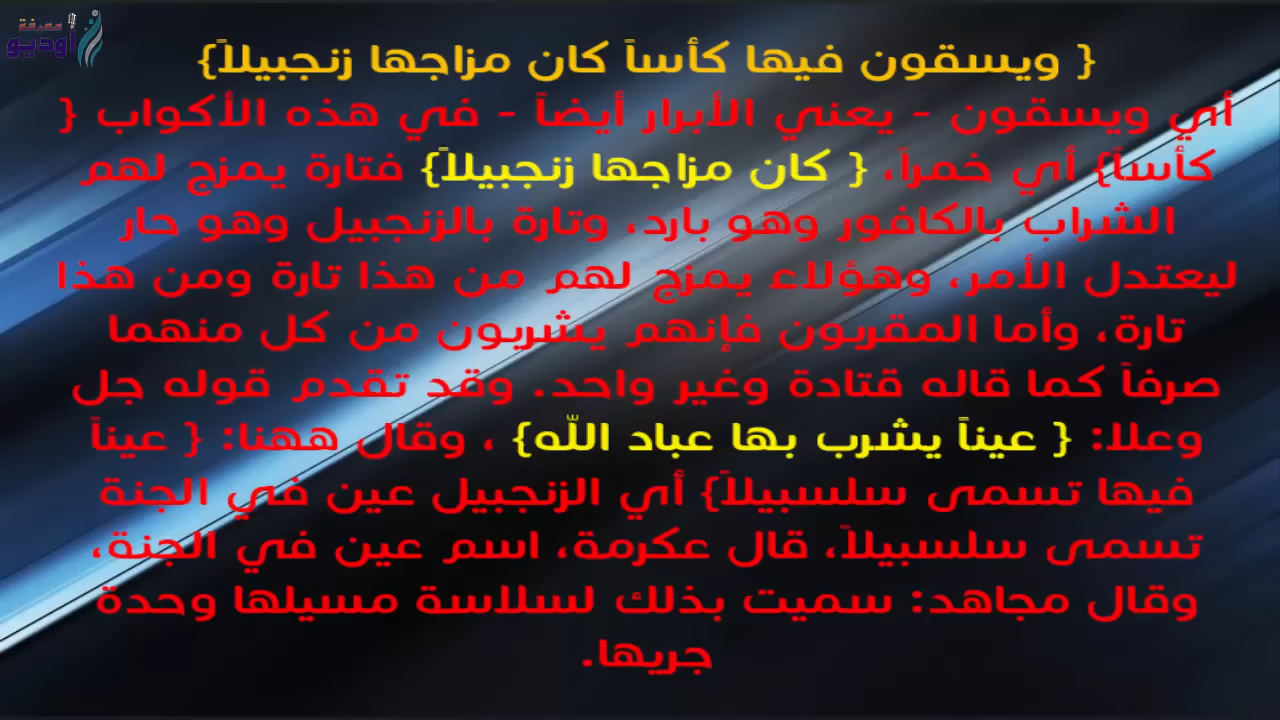 معرفة
أوديو
{ ويسقون فيها كأساً كان مزاجها زنجبيلاً}
أي ويسقون - يعني الأبرار أيضاً - في هذه الأكواب {
كأساً} أي خمراً، { كان مزاجها زنجبيلاً} فتارة يمزج لهم
الشراب بالكافور وهو بارد، وتارة بالزنجبيل وهو حار
ليعتدل الأمر، وهؤلاء يمزج لهم من هذا تارة ومن هذا
تارة، وأما المقربون فإنهم يشربون من كل منهما
صرفاً كما قاله قتادة وغير واحد. وقد تقدم قوله جل
وعلا: { عيناً يشرب بها عباد الله} ، وقال ههنا: { عيناً
فيها تسمى سلسبيلاً} أي الزنجبيل عين في الجنة
تسمى سلسبيلاً، قال عكرمة، اسم عين في الجنة،
وقال مجاهد: سميت بذلك لسلاسة مسيلها وحدة
جريها.